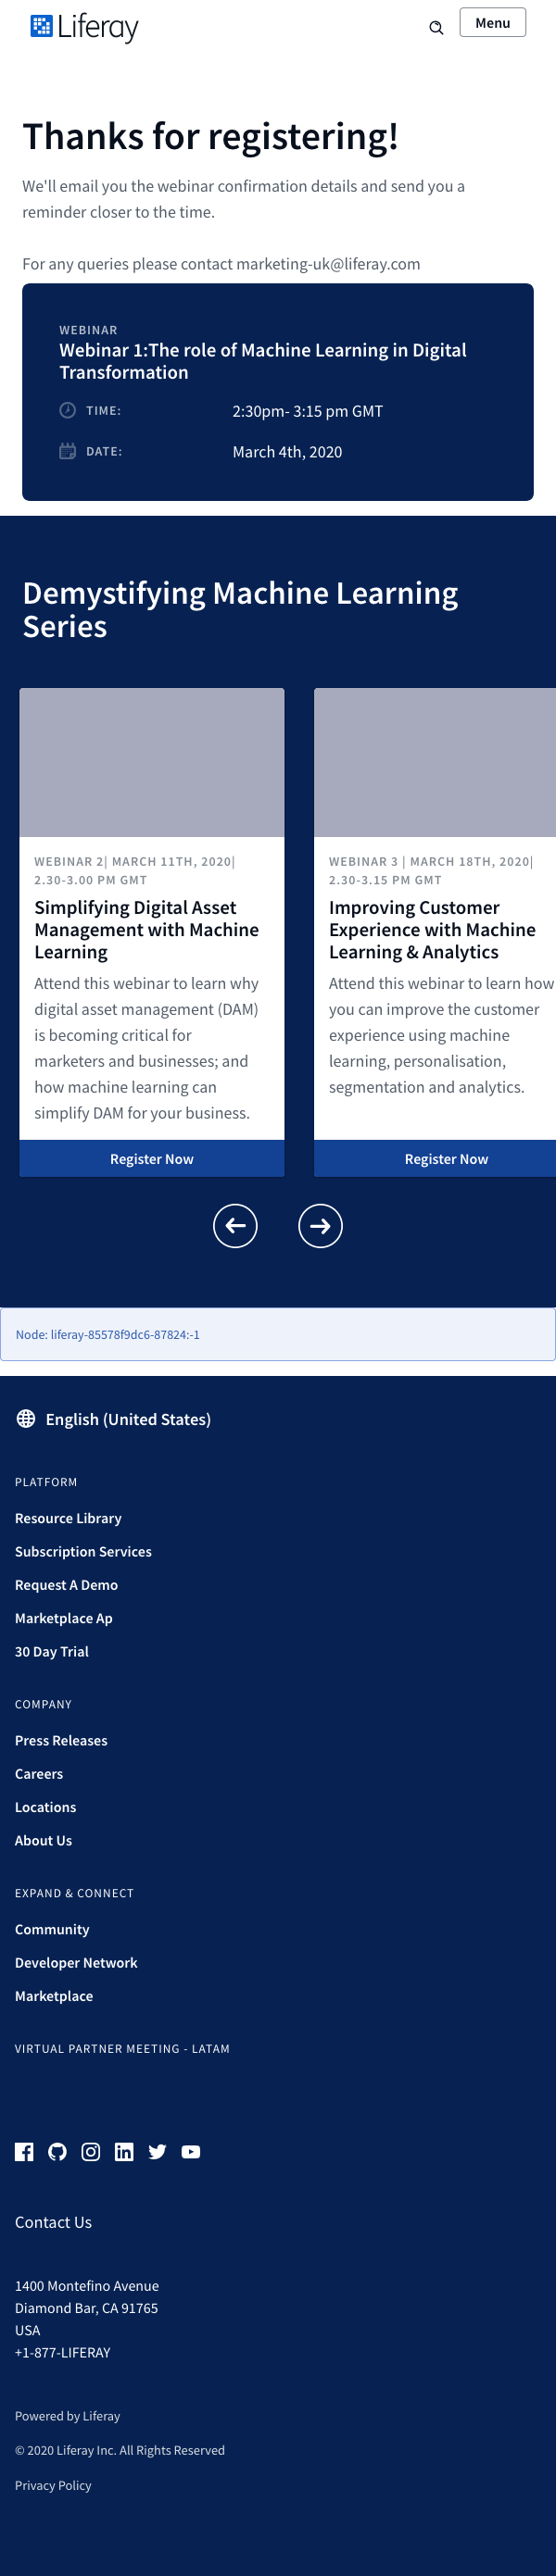 Liferay
Menu
Thanks for registering!
We'll email you the webinar confirmation details and send you a
reminder closer to the time.
For any queries please contact marketing-uk@liferay.com
WEBINAR
Webinar 1:The role of Machine Learning in Digital
Transformation
TIME:
2:30pm- 3:15 pm GMT
DATE:
March 4th, 2020
Demystifying Machine Learning
Series
WEBINAR 2| MARCH 11TH, 2020|
2.30-3.00 PM GMT
Simplifying Digital Asset
Management with Machine
Learning
Attend this webinar to learn why
digital asset management (DAM)
is becoming critical for
marketers and businesses; and
how machine learning can
simplify DAM for your business.
Register Now
WEBINAR 3 | MARCH 18TH, 2020|
2.30-3.15 PM GMT
Improving Customer
Experience with Machine
Learning & Analytics
Attend this webinar to learn how
you can improve the customer
experience using machine
learning, personalisation,
segmentation and analytics.
Register Now
Node: liferay-85578f9dc6-87824:-1
English (United States)
PLATFORM
Resource Library
Subscription Services
Request A Demo
Marketplace Ap
30 Day Trial
COMPANY
Press Releases
Careers
Locations
About Us
EXPAND & CONNECT
Community
Developer Network
Marketplace
VIRTUAL PARTNER MEETING - LATAM
Contact Us
1400 Montefino Avenue
Diamond Bar, CA 91765
USA
+1-877-LIFERAY
Powered by Liferay
© 2020 Liferay Inc. All Rights Reserved
Privacy Policy